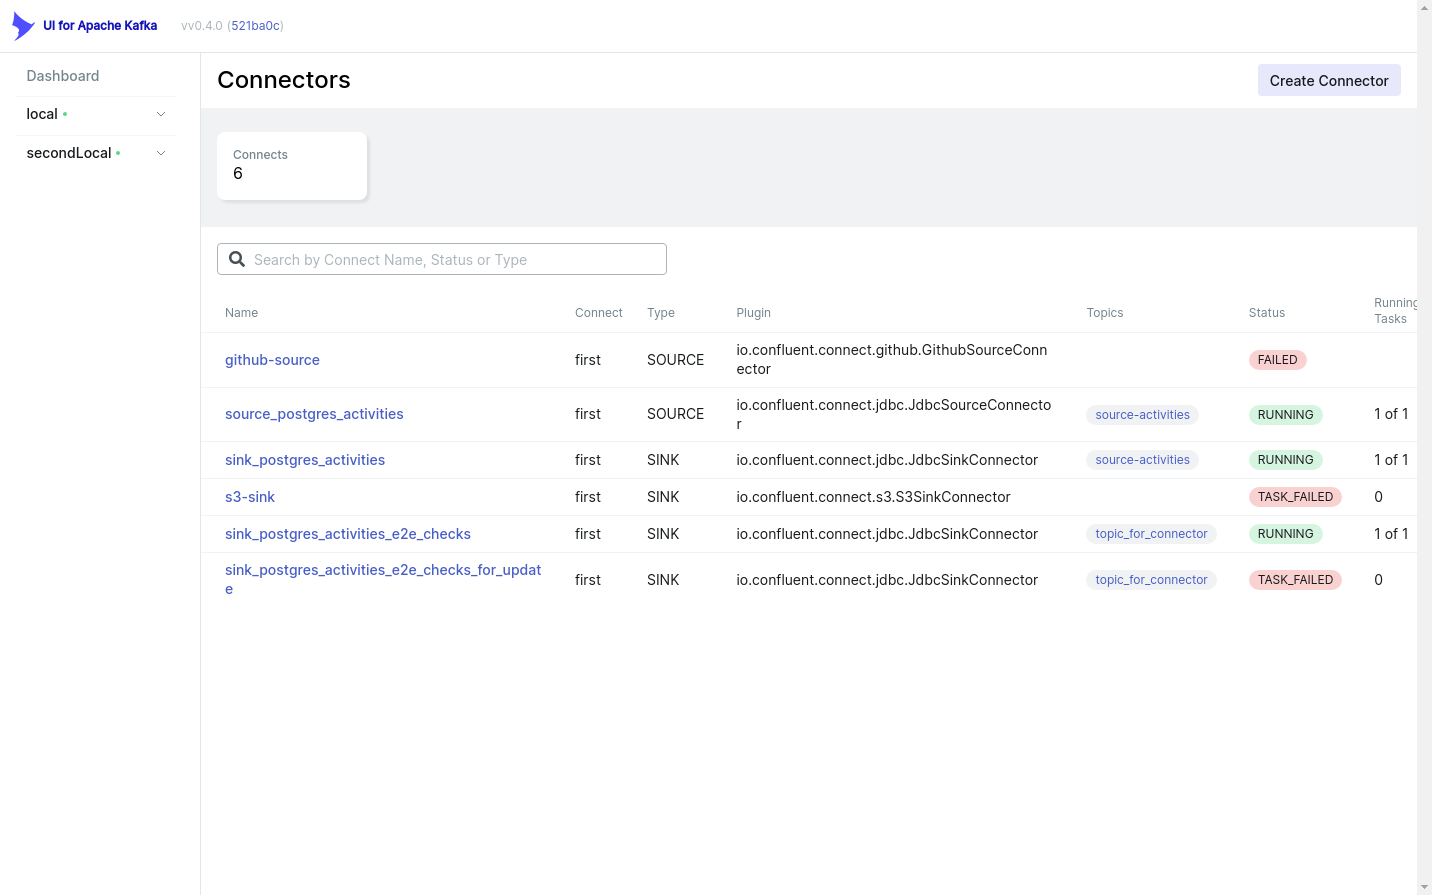 UI for Apache Kafka
vv0.4.0 (521ba0c)
Dashboard
local
secondLocal
Connectors
Create Connector
Connects
6
Search by Connect Name, Status or Type
Name Connect Type Plugin Topics Status Running
Tasks
github-source first SOURCE io.confluent.connect.github.GithubSourceConn
ector FAILED
source_postgres_activities first SOURCE io.confluent.connect.jdbc.JdbcSourceConnecto
r source-activities RUNNING 1 of 1
sink_postgres_activities first SINK io.confluent.connect.jdbc.JdbcSinkConnector source-activities RUNNING 1 of 1
s3-sink first SINK io.confluent.connect.s3.S3SinkConnector TASK_FAILED 0
sink_postgres_activities_e2e_checks first SINK io.confluent.connect.jdbc.JdbcSinkConnector topic_for_connector RUNNING 1 of 1
sink_postgres_activities_e2e_checks_for_updat
e first SINK io.confluent.connect.jdbc.JdbcSinkConnector topic_for_connector TASK_FAILED 0